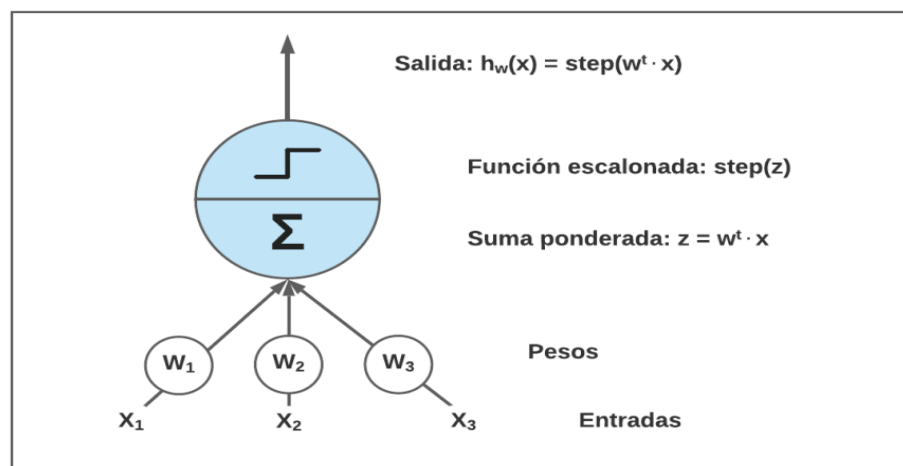 Salida: hw(x) = step(wᵗ · x)
Función escalonada: step(z)
Σ
Suma ponderada: z = wᵗ · x
W₁ W₂ W₃ Pesos
X₁ X₂ X₃ Entradas